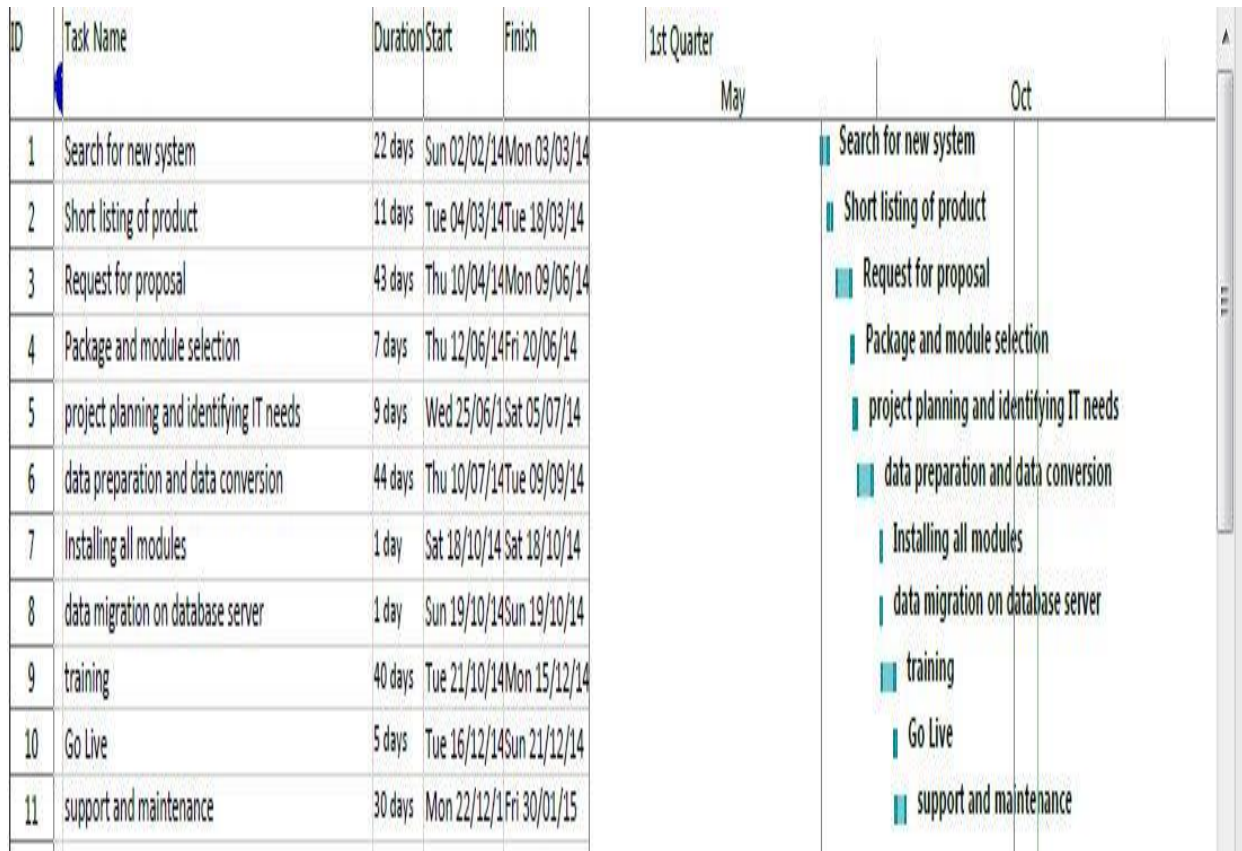 ID Task Name Duration Start Finish 1st Quarter
May Oct
1 Search for new system 22 days Sun 02/02/14 Mon 03/03/14 Search for new system
2 Short listing of product 11 days Tue 04/03/14 Tue 18/03/14 Short listing of product
3 Request for proposal 43 days Thu 10/04/14 Mon 09/06/14 Request for proposal
4 Package and module selection 7 days Thu 12/06/14 Fri 20/06/14 Package and module selection
5 project planning and identifying IT needs 9 days Wed 25/06/1 Sat 05/07/14 project planning and identifying IT needs
6 data preparation and data conversion 44 days Thu 10/07/14 Tue 09/09/14 data preparation and data conversion
7 Installing all modules 1 day Sat 18/10/14 Sat 18/10/14 Installing all modules
8 data migration on database server 1 day Sun 19/10/14 Sun 19/10/14 data migration on database server
9 training 40 days Tue 21/10/14 Mon 15/12/14 training
10 Go Live 5 days Tue 16/12/14 Sun 21/12/14 Go Live
11 support and maintenance 30 days Mon 22/12/1 Fri 30/01/15 support and maintenance